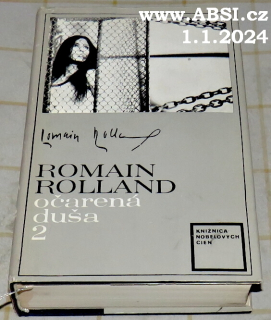 www.ABSI.cz
1.1.2024
Romain Rolland
ROMAIN
ROLLAND
očarená
duša
2
KNIŽNICA
NOBELOVÝCH
CIEN